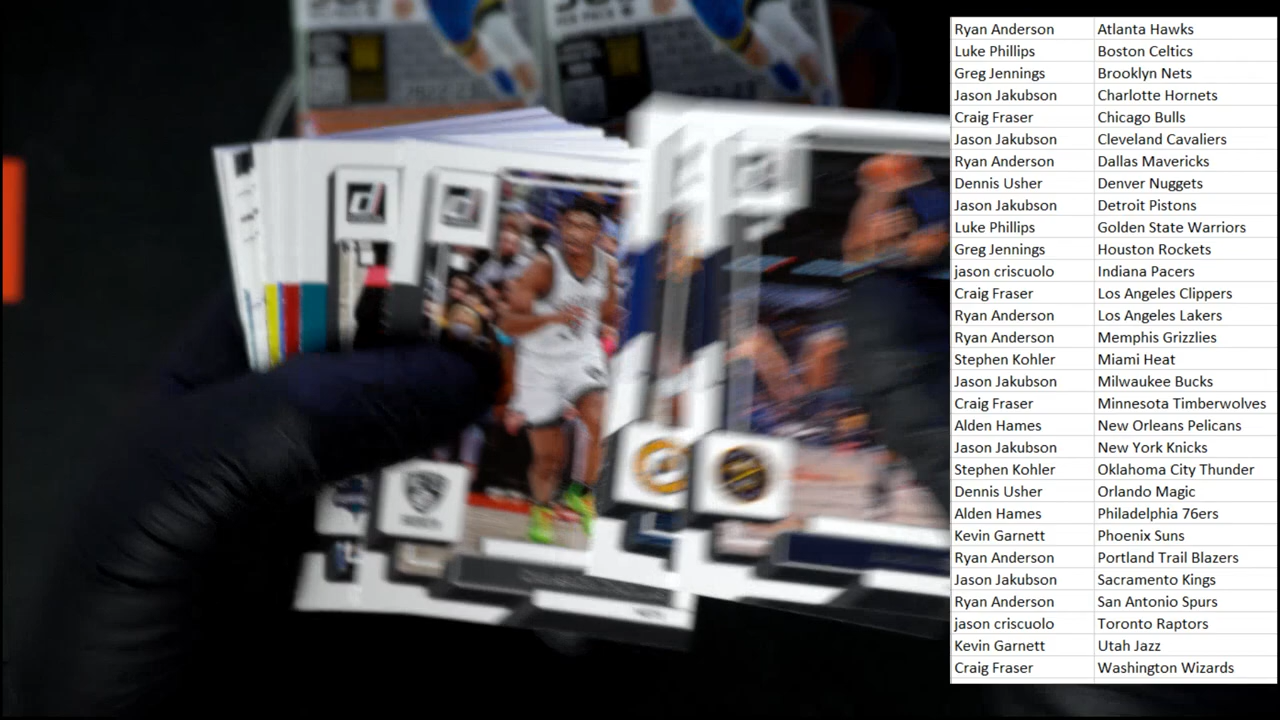 PER PACK
2022-23
Ryan Anderson Atlanta Hawks
Luke Phillips Boston Celtics
Greg Jennings Brooklyn Nets
Jason Jakubson Charlotte Hornets
Craig Fraser Chicago Bulls
Jason Jakubson Cleveland Cavaliers
Ryan Anderson Dallas Mavericks
Dennis Usher Denver Nuggets
Jason Jakubson Detroit Pistons
Luke Phillips Golden State Warriors
Greg Jennings Houston Rockets
jason criscuolo Indiana Pacers
Craig Fraser Los Angeles Clippers
Ryan Anderson Los Angeles Lakers
Ryan Anderson Memphis Grizzlies
Stephen Kohler Miami Heat
Jason Jakubson Milwaukee Bucks
Craig Fraser Minnesota Timberwolves
Alden Hames New Orleans Pelicans
Jason Jakubson New York Knicks
Stephen Kohler Oklahoma City Thunder
Dennis Usher Orlando Magic
Alden Hames Philadelphia 76ers
Kevin Garnett Phoenix Suns
Ryan Anderson Portland Trail Blazers
Jason Jakubson Sacramento Kings
Ryan Anderson San Antonio Spurs
jason criscuolo Toronto Raptors
Kevin Garnett Utah Jazz
Craig Fraser Washington Wizards